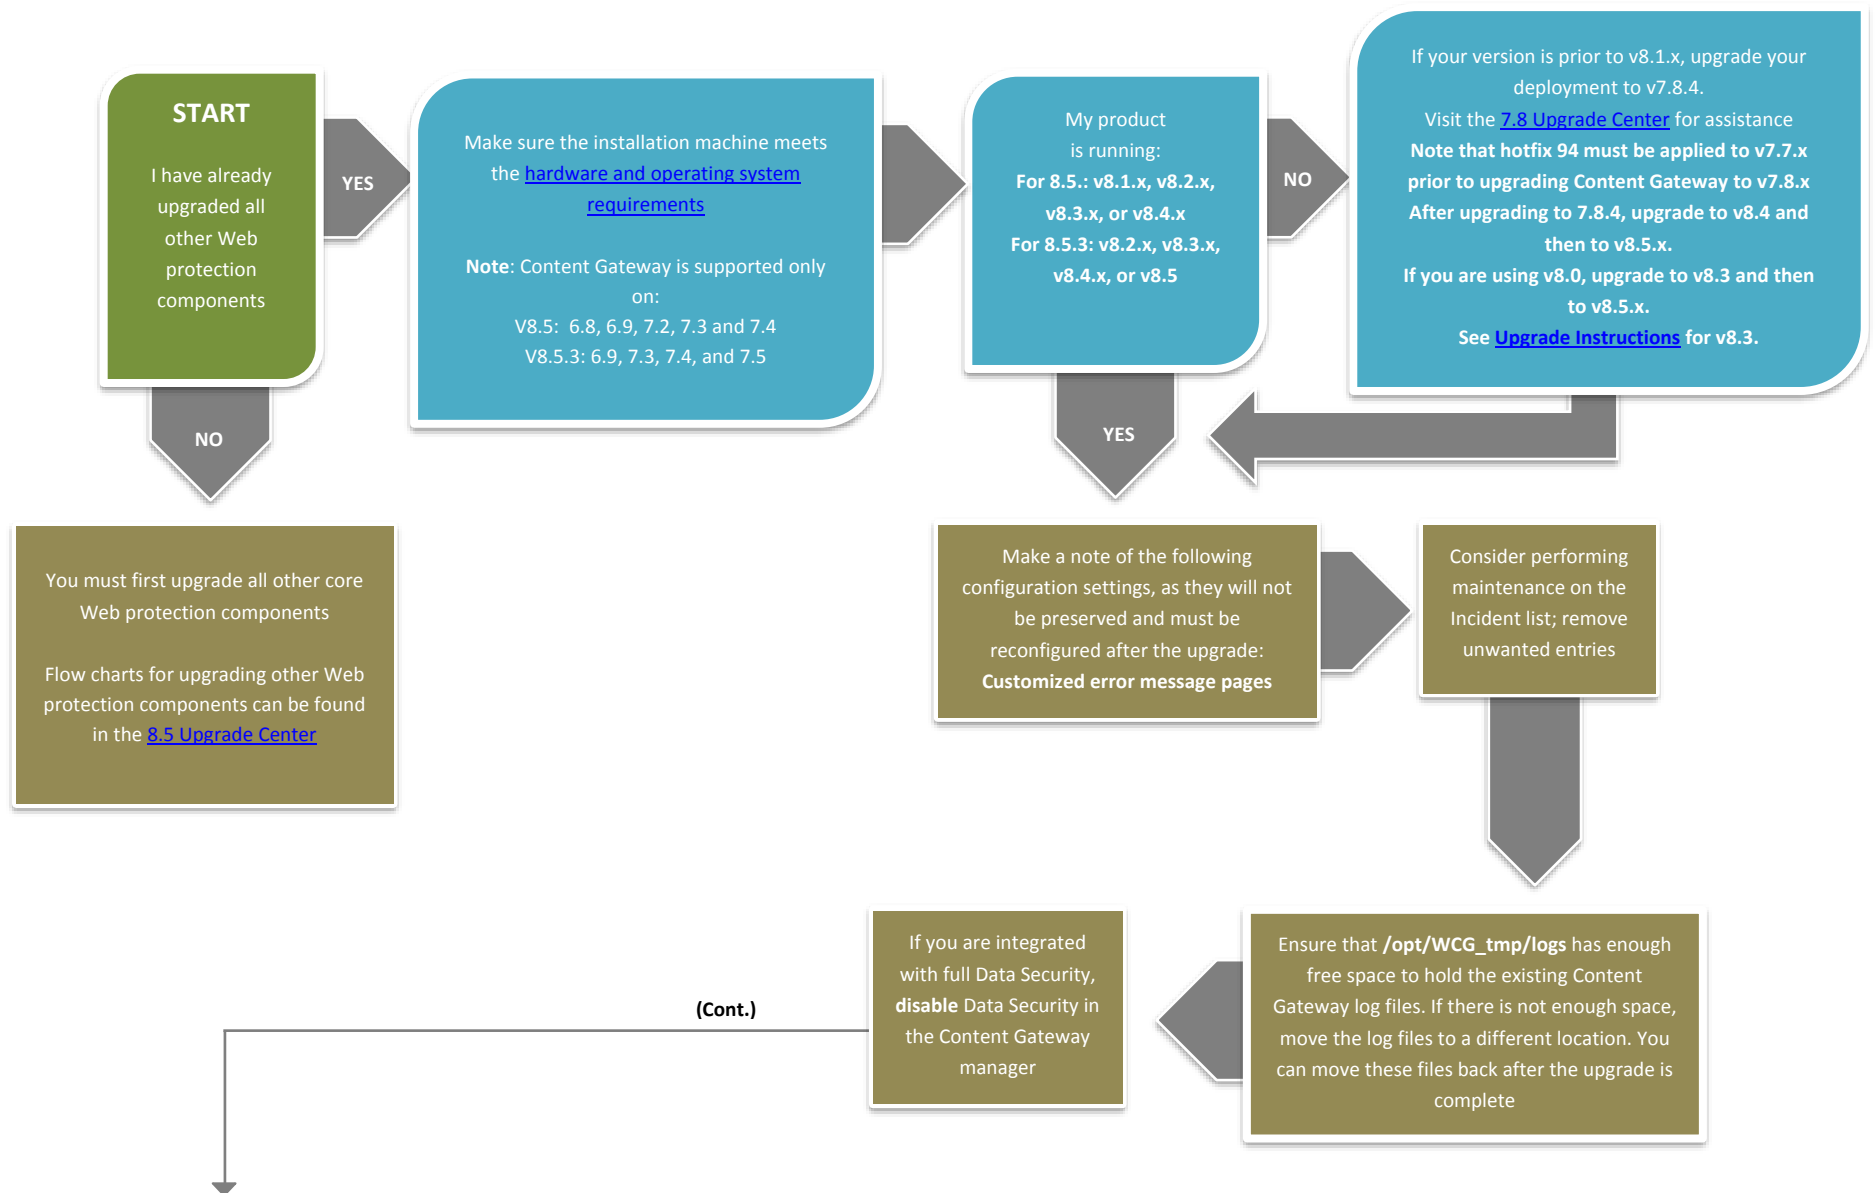 START
I have already
upgraded all
other Web
protection
components
YES
NO
Make sure the installation machine meets
the hardware and operating system
requirements
Note: Content Gateway is supported only
on:
V8.5:  6.8, 6.9, 7.2, 7.3 and 7.4
V8.5.3: 6.9, 7.3, 7.4, and 7.5
My product
is running:
For 8.5.: v8.1.x, v8.2.x,
v8.3.x, or v8.4.x
For 8.5.3: v8.2.x, v8.3.x,
v8.4.x, or v8.5
NO
YES
If your version is prior to v8.1.x, upgrade your
deployment to v7.8.4.
Visit the 7.8 Upgrade Center for assistance
Note that hotfix 94 must be applied to v7.7.x
prior to upgrading Content Gateway to v7.8.x
After upgrading to 7.8.4, upgrade to v8.4 and
then to v8.5.x.
If you are using v8.0, upgrade to v8.3 and then
to v8.5.x.
See Upgrade Instructions for v8.3.
You must first upgrade all other core
Web protection components
Flow charts for upgrading other Web
protection components can be found
in the 8.5 Upgrade Center
Make a note of the following
configuration settings, as they will not
be preserved and must be
reconfigured after the upgrade:
Customized error message pages
Consider performing
maintenance on the
Incident list; remove
unwanted entries
Ensure that /opt/WCG_tmp/logs has enough
free space to hold the existing Content
Gateway log files. If there is not enough space,
move the log files to a different location. You
can move these files back after the upgrade is
complete
If you are integrated
with full Data Security,
disable Data Security in
the Content Gateway
manager
(Cont.)